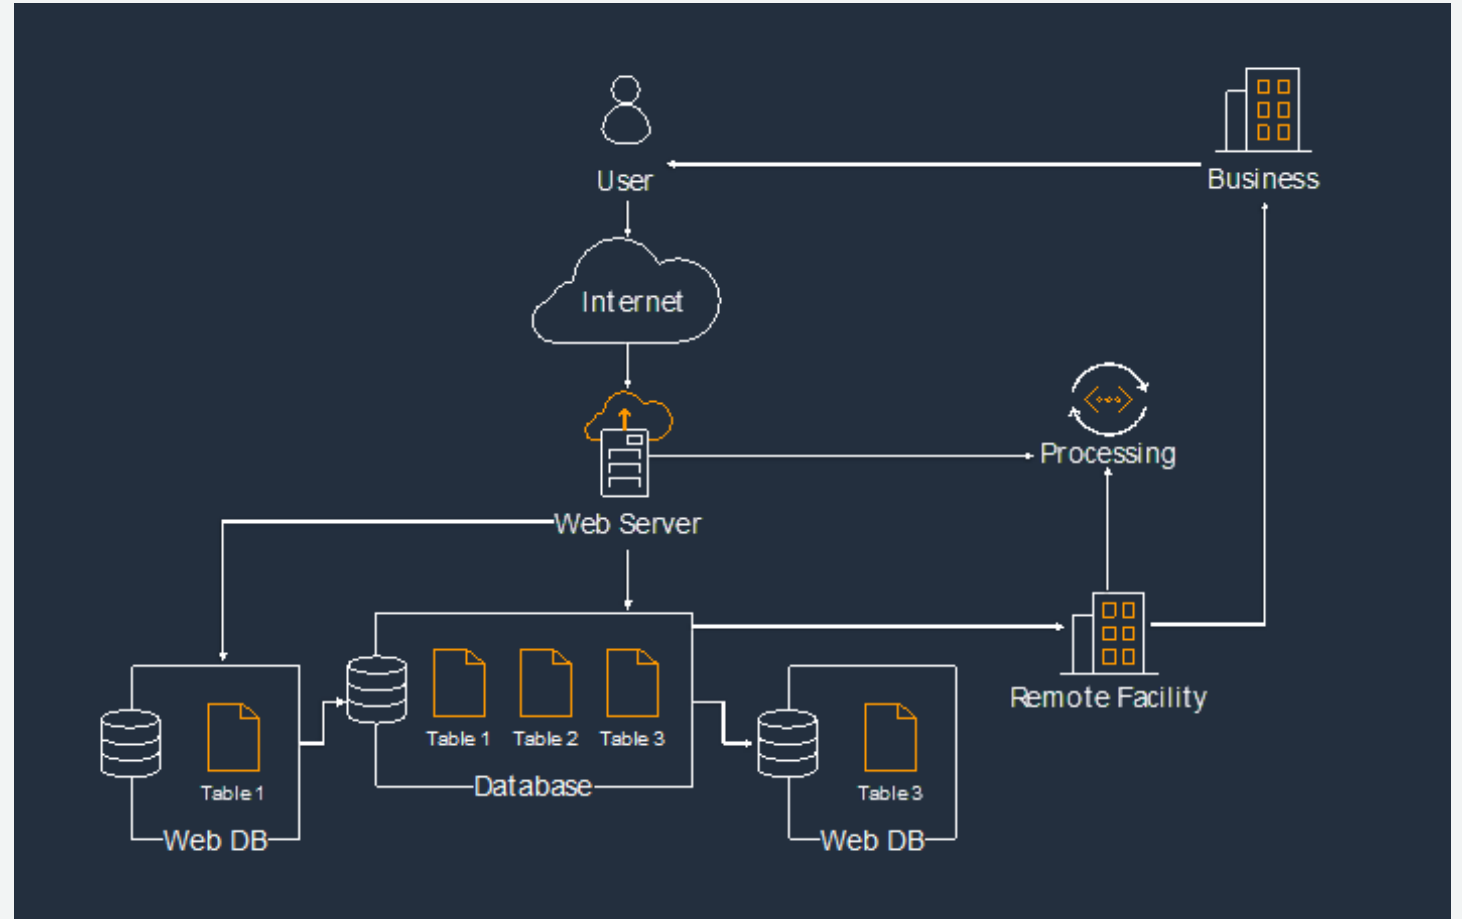 User
Business
Internet
Processing
Web Server
Remote Facility
Table 1
Table 2
Table 3
Database
Table 1
Web DB
Table 3
Web DB